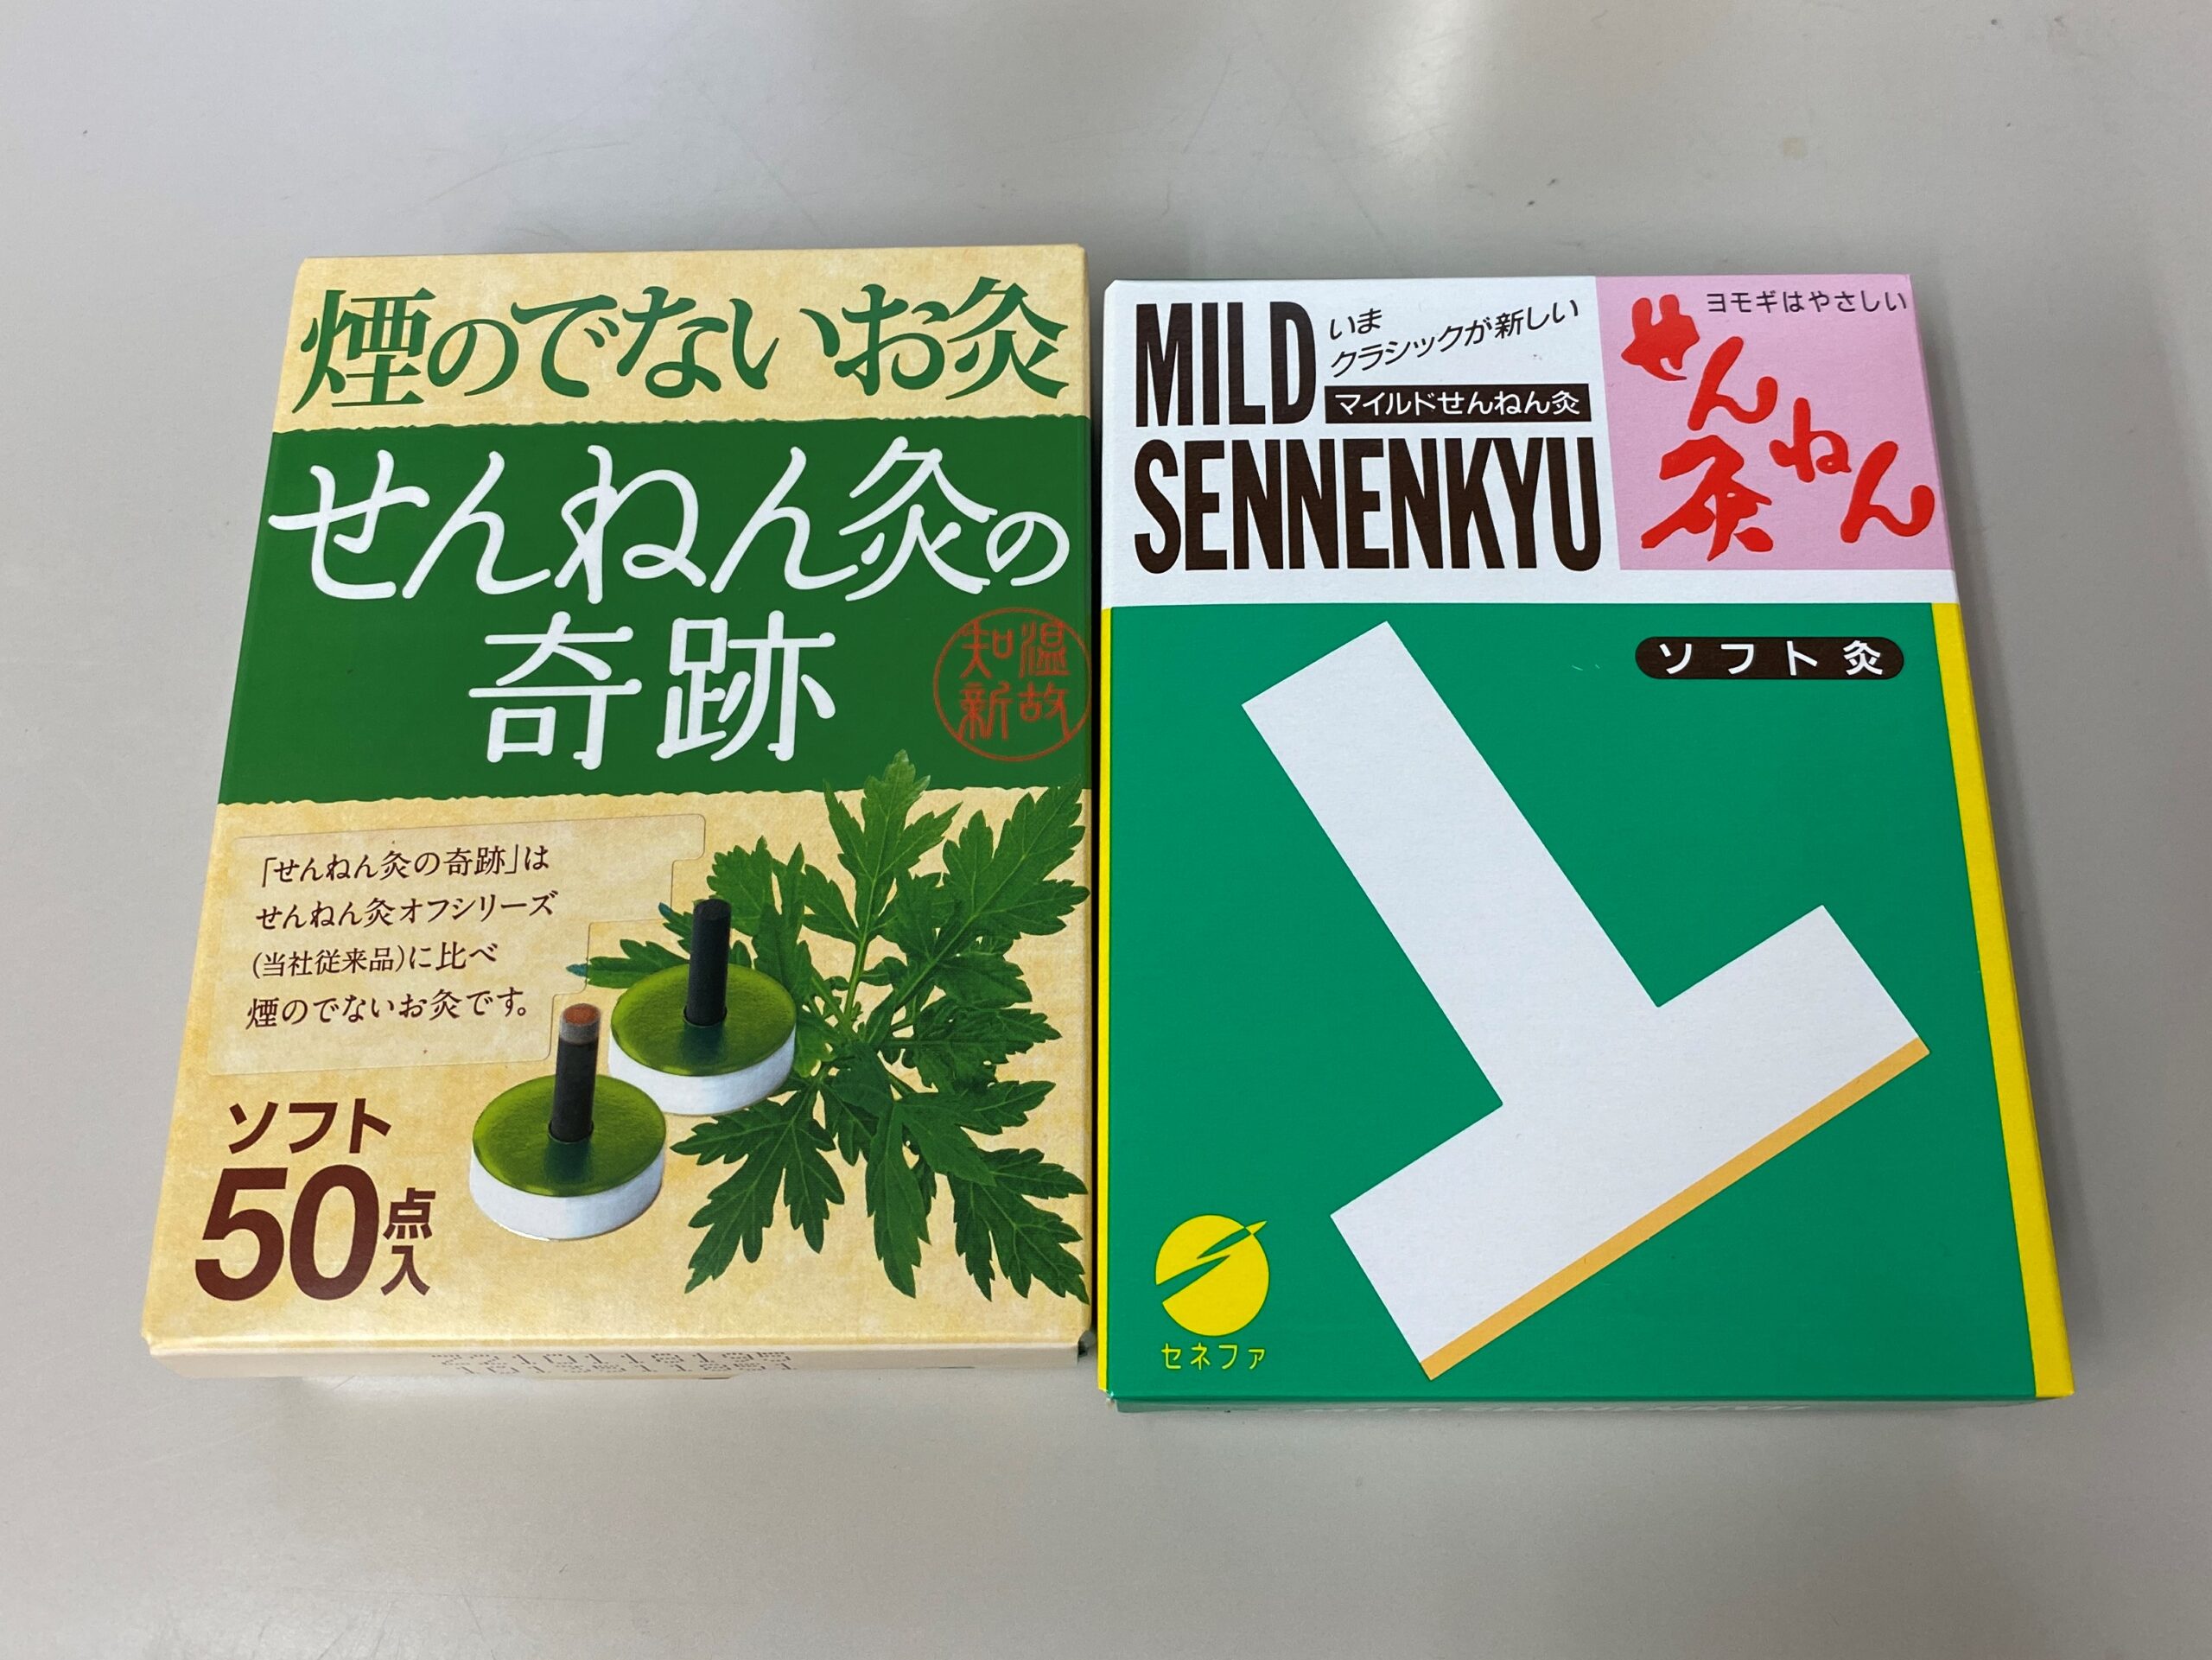 煙のでないお灸
せんねん灸の
奇跡
温故
知新
「せんねん灸の奇跡」は
せんねん灸オフシリーズ
(当社従来品)に比べ
煙のでないお灸です。
ソフト
50点入
MILD
SENNENKYU
いま
クラシックが新しい
マイルドせんねん灸
ヨモギはやさしい
せんねん灸
ソフト灸
セネファ